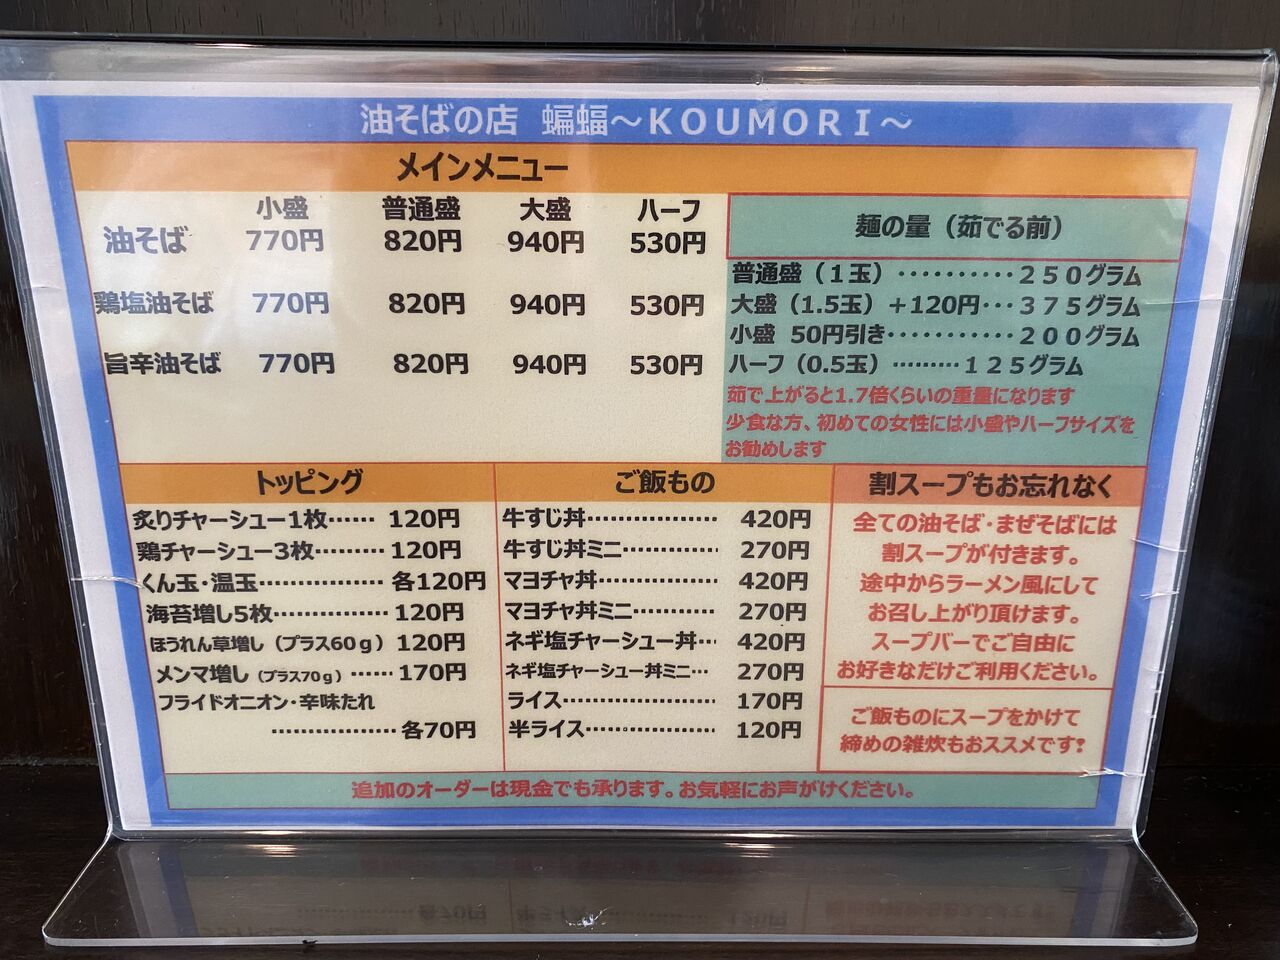 油そばの店 蝙蝠～KOUMORI～
メインメニュー
小盛 普通盛 大盛 ハーフ
油そば 770円 820円 940円 530円
鶏塩油そば 770円 820円 940円 530円
旨辛油そば 770円 820円 940円 530円
麺の量（茹でる前）
普通盛（１玉）‥‥‥‥‥‥２５０グラム
大盛（1.5玉）＋120円‥･３７５グラム
小盛 50円引き‥‥‥‥‥‥‥２００グラム
ハーフ（0.5玉）………１２５グラム
茹で上がると1.7倍くらいの重量になります
少食な方、初めての女性には小盛やハーフサイズを
お勧めします
トッピング
炙りチャーシュー１枚…… 120円
鶏チャーシュー３枚……… 120円
くん玉・温玉……………… 各120円
海苔増し５枚……………… 120円
ほうれん草増し（プラス60ｇ） 120円
メンマ増し（プラス70ｇ）…… 170円
フライドオニオン・辛味たれ
………………各70円
ご飯もの
牛すじ丼………………… 420円
牛すじ丼ミニ…………… 270円
マヨチャ丼……………… 420円
マヨチャ丼ミニ………… 270円
ネギ塩チャーシュー丼… 420円
ネギ塩チャーシュー丼ミニ… 270円
ライス…………………… 170円
半ライス………………… 120円
割スープもお忘れなく
全ての油そば・まぜそばには
割スープが付きます。
途中からラーメン風にして
お召し上がり頂けます。
スープバーでご自由に
お好きなだけご利用ください。
ご飯ものにスープをかけて
締めの雑炊もおススメです❢
追加のオーダーは現金でも承ります。お気軽にお声がけください。